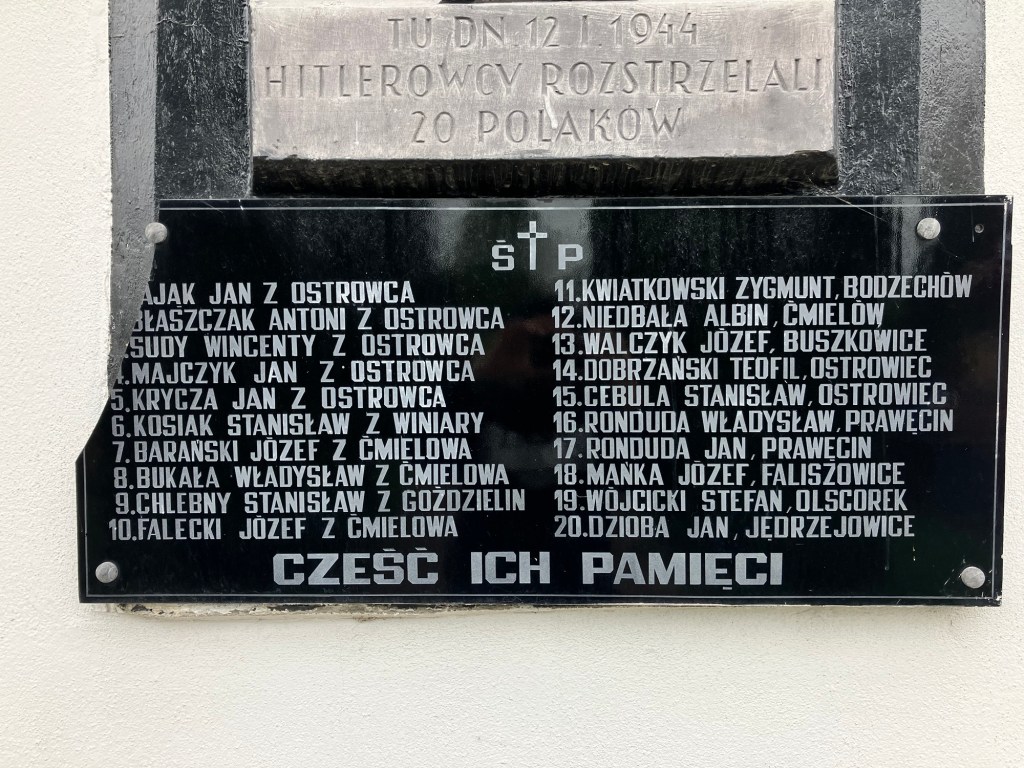 TU DN. 12 I. 1944
HITLEROWCY ROZSTRZELALI
20 POLAKÓW
Ś P
AJAK JAN Z OSTROWCA
BŁASZCZAK ANTONI Z OSTROWCA
SUDY WINCENTY Z OSTROWCA
4. MAJCZYK JAN Z OSTROWCA
5. KRYCZA JAN Z OSTROWCA
6. KOSIAK STANISŁAW Z WINIARY
7. BARAŃSKI JÓZEF Z ĆMIELOWA
8. BUKAŁA WŁADYSŁAW Z ĆMIELOWA
9. CHLEBNY STANISŁAW Z GOŹDZIELIN
10. FALECKI JÓZEF Z ĆMIELOWA
11. KWIATKOWSKI ZYGMUNT, BODZECHÓW
12. NIEDBAŁA ALBIN, ĆMIELÓW
13. WALCZYK JÓZEF, BUSZKOWICE
14. DOBRZAŃSKI TEOFIL, OSTROWIEC
15. CEBULA STANISŁAW, OSTROWIEC
16. RONDUDA WŁADYSŁAW, PRAWĘCIN
17. RONDUDA JAN, PRAWĘCIN
18. MAŃKA JÓZEF, FALISZOWICE
19. WÓJCICKI STEFAN, OLSCOREK
20. DZIOBA JAN, JĘDRZEJOWICE
CZEŚĆ ICH PAMIĘCI